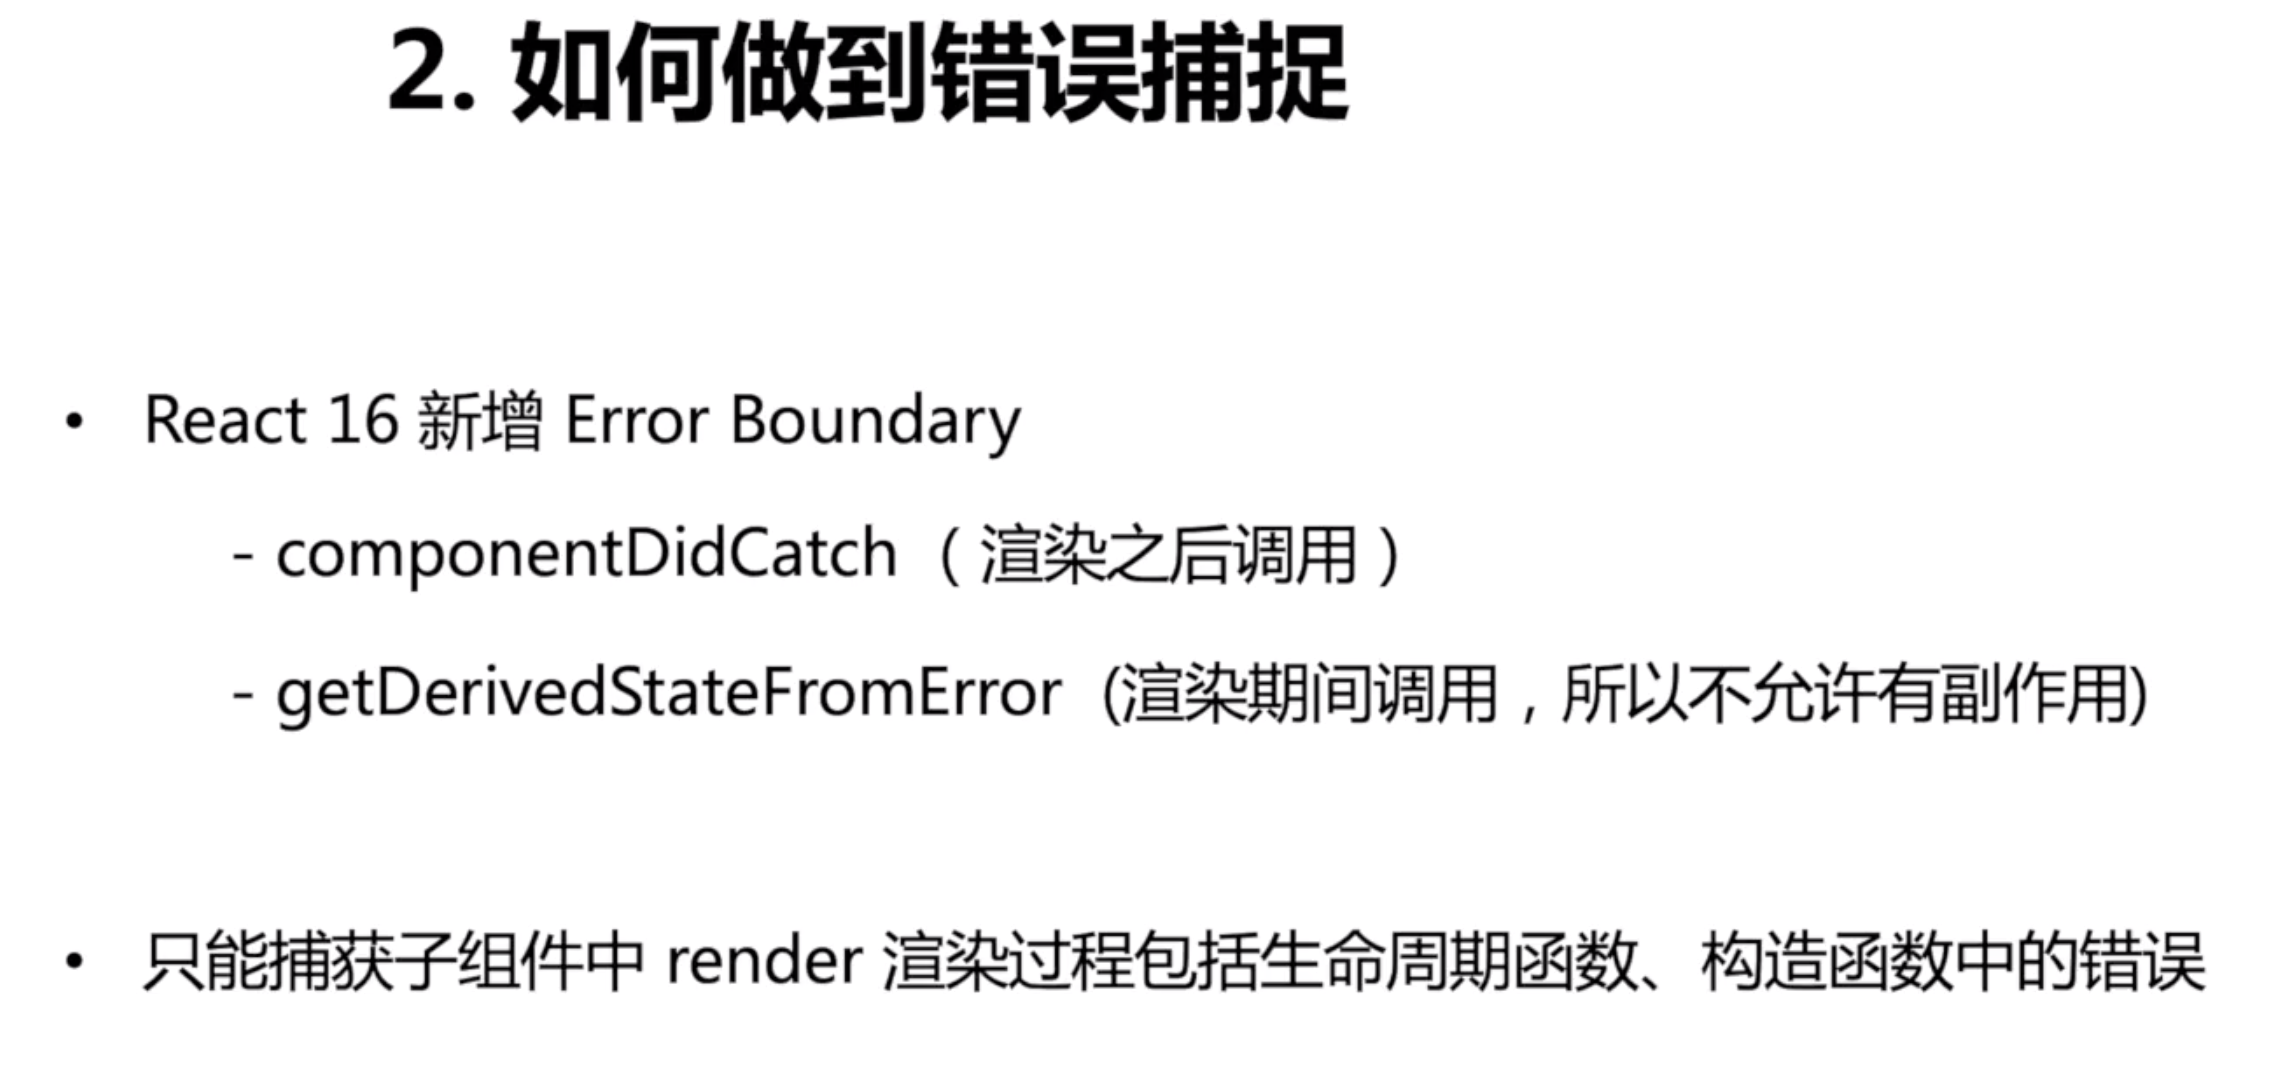 2. 如何做到错误捕捉
• React 16 新增 Error Boundary
- componentDidCatch （渲染之后调用）
- getDerivedStateFromError (渲染期间调用，所以不允许有副作用)
• 只能捕获子组件中 render 渲染过程包括生命周期函数、构造函数中的错误